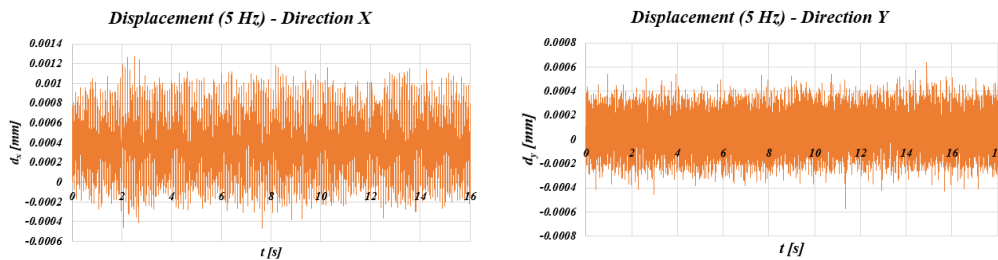 Displacement (5 Hz) - Direction X
0.0014
0.0012
0.001
0.0008
0.0006
0.0004
0.0002
0
-0.0002
-0.0004
-0.0006
dx [mm]
0 2 4 6 8 10 12 14 16
t [s]
Displacement (5 Hz) - Direction Y
0.0008
0.0006
0.0004
0.0002
0
-0.0002
-0.0004
-0.0006
-0.0008
dy [mm]
0 2 4 6 8 10 12 14 16 18
t [s]